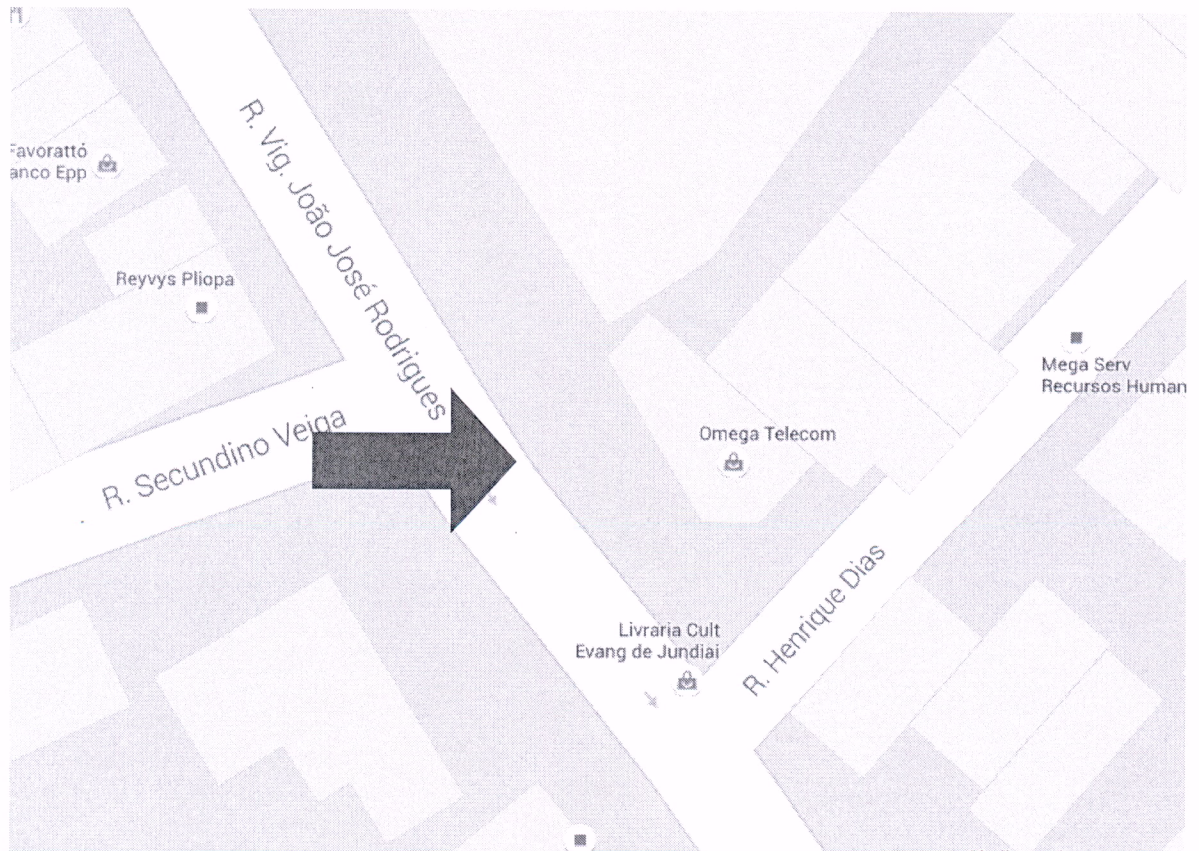 R. Vig. João José Rodrigues
Favorattó
anco Epp
Reyvys Pliopa
R. Secundino Veiga
Mega Serv
Recursos Human
Omega Telecom
R. Henrique Dias
Livraria Cult
Evang de Jundiai